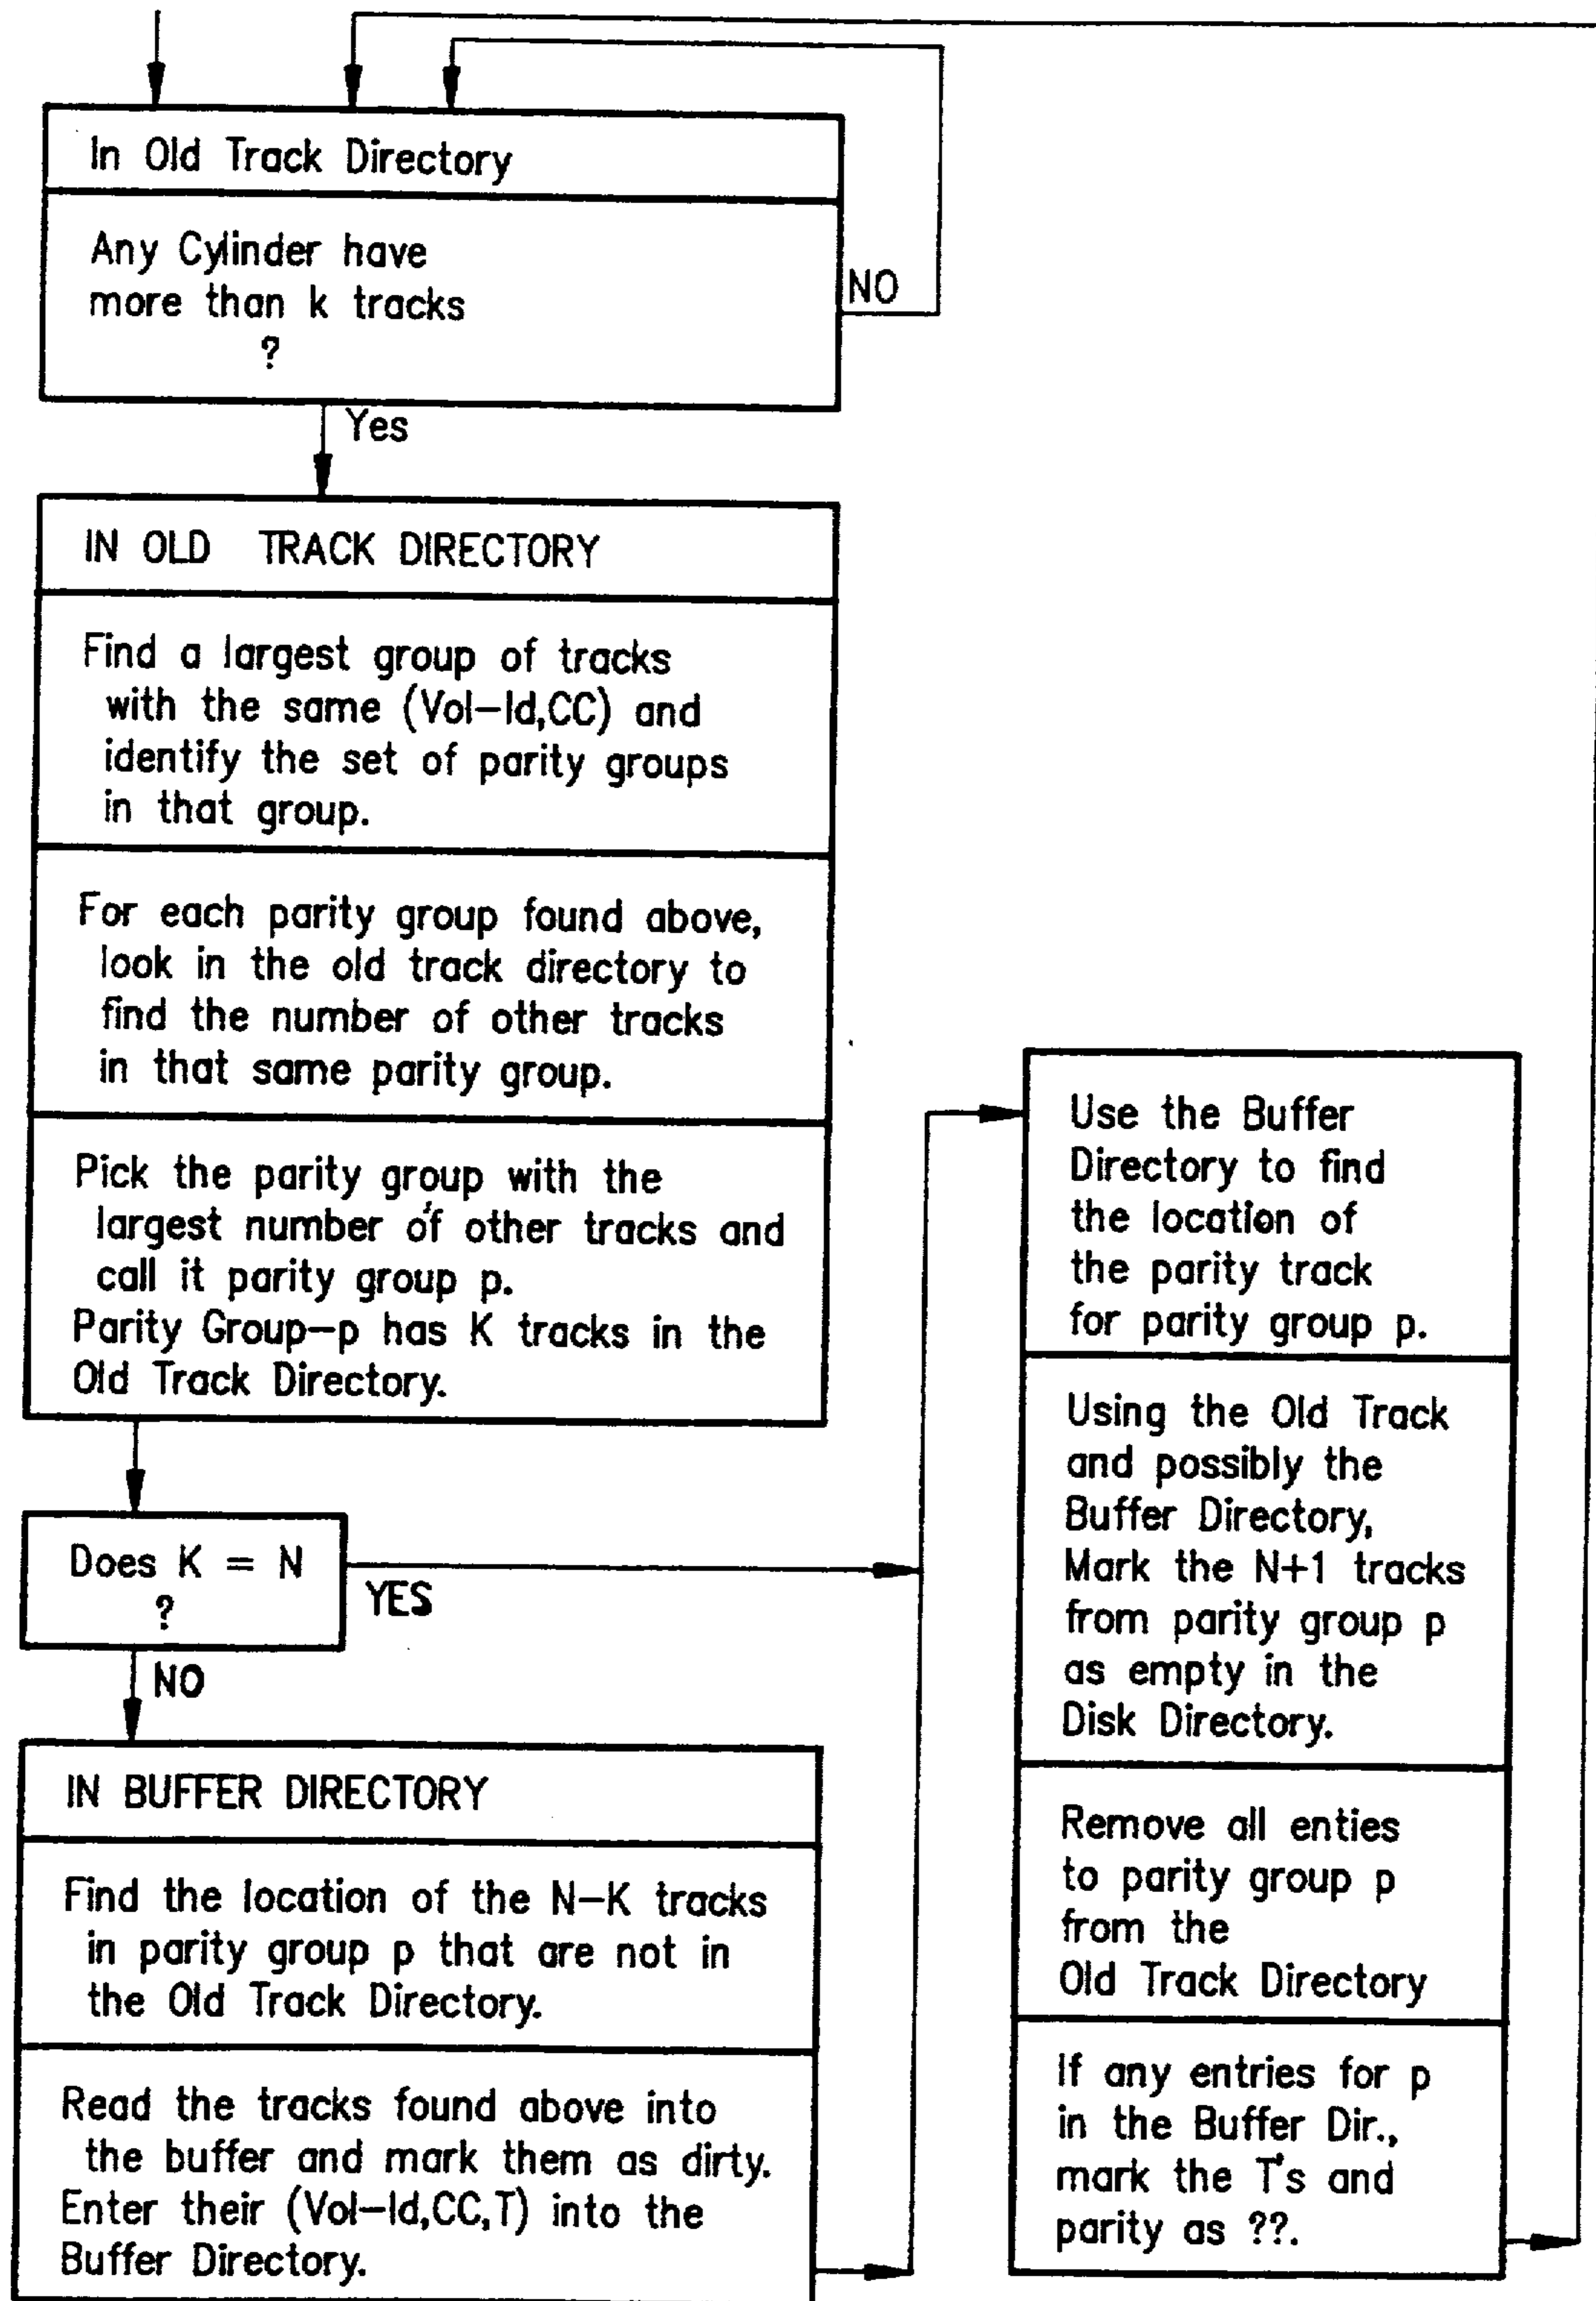 In Old Track Directory
Any Cylinder have
more than k tracks
?
NO
Yes
IN OLD TRACK DIRECTORY
Find a largest group of tracks
with the same (Vol-Id,CC) and
identify the set of parity groups
in that group.
For each parity group found above,
look in the old track directory to
find the number of other tracks
in that same parity group.
Pick the parity group with the
largest number of other tracks and
call it parity group p.
Parity Group-p has K tracks in the
Old Track Directory.
Does K = N
?
YES
NO
IN BUFFER DIRECTORY
Find the location of the N-K tracks
in parity group p that are not in
the Old Track Directory.
Read the tracks found above into
the buffer and mark them as dirty.
Enter their (Vol-Id,CC,T) into the
Buffer Directory.
Use the Buffer
Directory to find
the location of
the parity track
for parity group p.
Using the Old Track
and possibly the
Buffer Directory,
Mark the N+1 tracks
from parity group p
as empty in the
Disk Directory.
Remove all enties
to parity group p
from the
Old Track Directory
If any entries for p
in the Buffer Dir.,
mark the T's and
parity as ??.